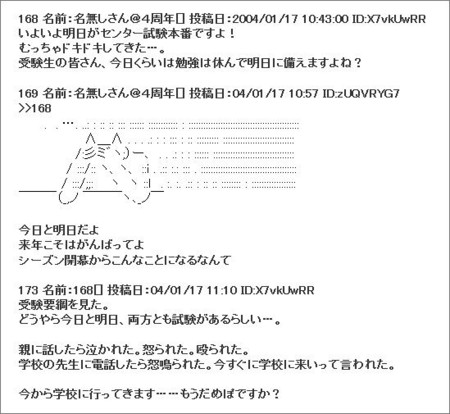 168 名前：名無しさん＠４周年[] 投稿日：2004/01/17 10:43:00 ID:X7vkUwRR
いよいよ明日がセンター試験本番ですよ！
むっちゃドキドキしてきた…。
受験生の皆さん、今日くらいは勉強は休んで明日に備えますよね？
169 名前：名無しさん＠４周年[] 投稿日：04/01/17 10:57 ID:zUQVRYG7
>>168
今日と明日だよ
来年こそはがんばってよ
シーズン開幕からこんなことになるなんて
173 名前：168[] 投稿日：04/01/17 11:10 ID:X7vkUwRR
受験要綱を見た。
どうやら今日と明日、両方とも試験があるらしい…。
親に話したら泣かれた。怒られた。殴られた。
学校の先生に電話したら怒鳴られた。今すぐに学校に来いって言われた。
今から学校に行ってきます……もうだめぽですか？